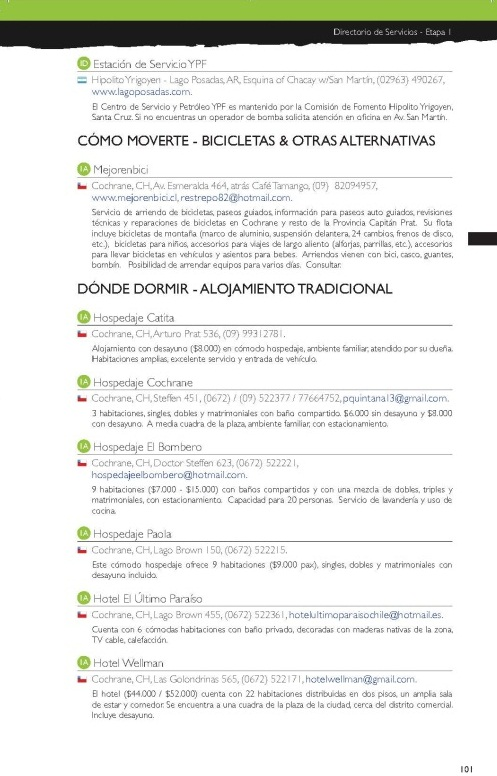 Directorio de Servicios - Etapa 1
8D Estación de Servicio YPF
Hipolito Yrigoyen - Lago Posadas, AR, Esquina of Chacay w/San Martín, (02963) 490267,
www.lagoposadas.com.
El Centro de Servicio y Petróleo YPF es mantenido por la Comisión de Fomento Hipolito Yrigoyen,
Santa Cruz. Si no encuentras un operador de bomba solicita atención en oficina en Av. San Martín.
CÓMO MOVERTE - BICICLETAS & OTRAS ALTERNATIVAS
1A Mejorenbici
Cochrane, CH, Av. Esmeralda 464, atrás Café Tamango, (09) 82094957,
www.mejorenbici.cl, restrepo82@hotmail.com.
Servicio de arriendo de bicicletas, paseos guiados, información para paseos auto guiados, revisiones
técnicas y reparaciones de bicicletas en Cochrane y resto de la Provincia Capitán Prat. Su flota
incluye bicicletas de montaña (marco de aluminio, suspensión delantera, 24 cambios, frenos de disco,
etc.), bicicletas para niños, accesorios para viajes de largo aliento (alforjas, parrillas, etc.), accesorios
para llevar bicicletas en vehículos y asientos para bebes. Arriendos vienen con bici, casco, guantes,
bombín. Posibilidad de arrendar equipos para varios días. Consultar.
DÓNDE DORMIR - ALOJAMIENTO TRADICIONAL
1A Hospedaje Catita
Cochrane, CH, Arturo Prat 536, (09) 99312781.
Alojamiento con desayuno ($8.000) en cómodo hospedaje, ambiente familiar, atendido por su dueña.
Habitaciones amplias, excelente servicio y entrada de vehículo.
1A Hospedaje Cochrane
Cochrane, CH, Steffen 451, (0672) / (09) 522377 / 77664752, pquintana13@gmail.com.
3 habitaciones, singles, dobles y matrimoniales con baño compartido. $6.000 sin desayuno y $8.000
con desayuno. A media cuadra de la plaza, ambiente familiar, con estacionamiento.
1A Hospedaje El Bombero
Cochrane, CH, Doctor Steffen 623, (0672) 522221,
hospedajeelbombero@hotmail.com.
9 habitaciones ($7.000 - $15.000) con baños compartidos y con una mezcla de dobles, triples y
matrimoniales, con estacionamiento. Capacidad para 20 personas. Servicio de lavandería y uso de
cocina.
1A Hospedaje Paola
Cochrane, CH, Lago Brown 150, (0672) 522215.
Este cómodo hospedaje ofrece 9 habitaciones ($9.000 pax), singles, dobles y matrimoniales con
desayuno incluido.
1A Hotel El Último Paraíso
Cochrane, CH, Lago Brown 455, (0672) 522361, hotelultimoparaisochile@hotmail.es.
Cuenta con 6 cómodas habitaciones con baño privado, decoradas con maderas nativas de la zona,
TV cable, calefacción.
1A Hotel Wellman
Cochrane, CH, Las Golondrinas 565, (0672) 522171, hotelwellman@gmail.com.
El hotel ($44.000 / $52.000) cuenta con 22 habitaciones distribuidas en dos pisos, un amplia sala
de estar y comedor. Se encuentra a una cuadra de la plaza de la ciudad, cerca del distrito comercial.
Incluye desayuno.
101